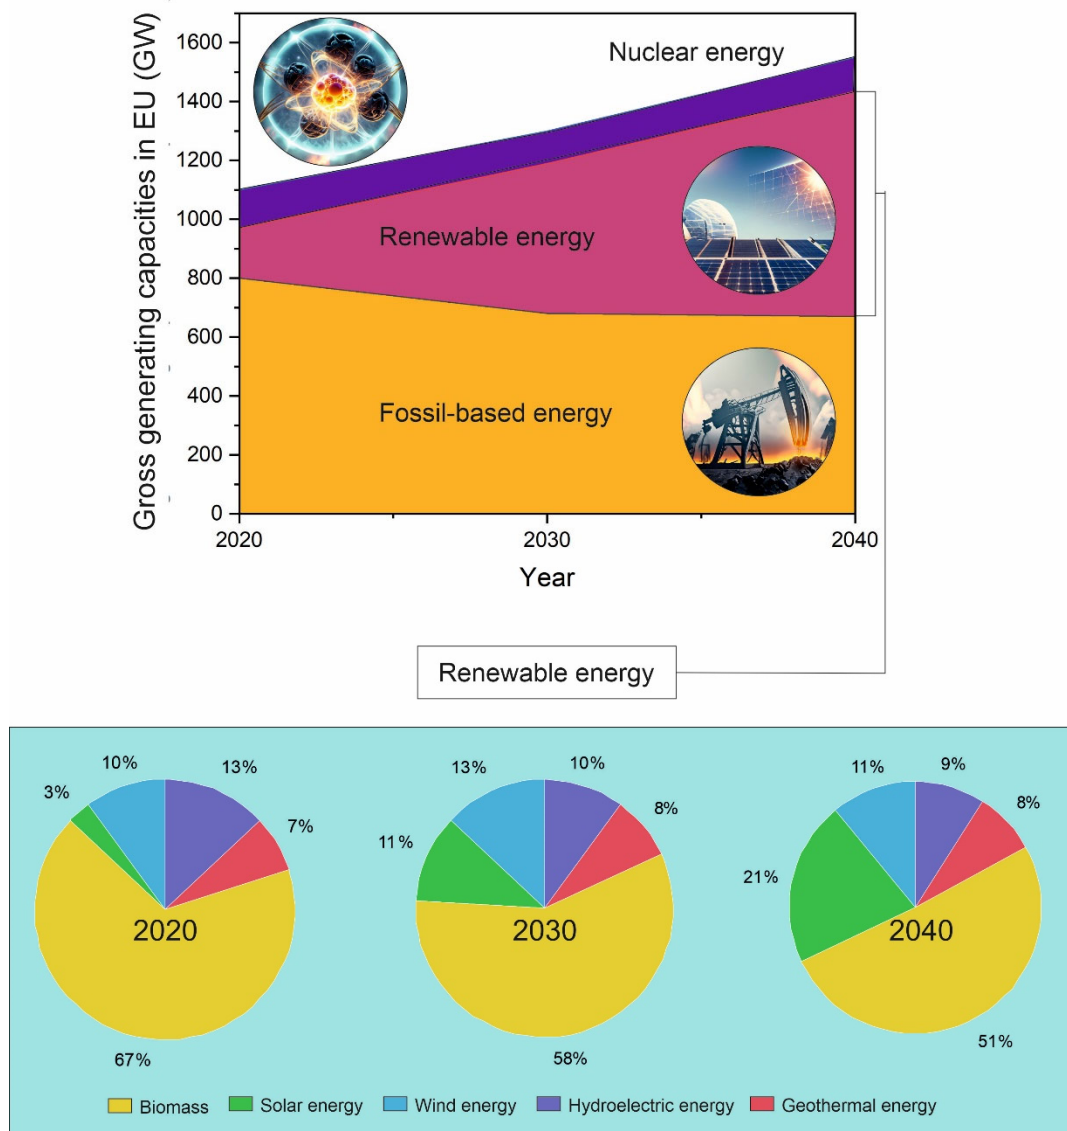 Gross generating capacities in EU (GW)
1600
1400
1200
1000
800
600
400
200
0
Nuclear energy
Renewable energy
Fossil-based energy
2020
2030
2040
Year
Renewable energy
3%
10%
13%
7%
67%
2020
11%
13%
10%
8%
58%
2030
21%
11%
9%
8%
51%
2040
Biomass
Solar energy
Wind energy
Hydroelectric energy
Geothermal energy